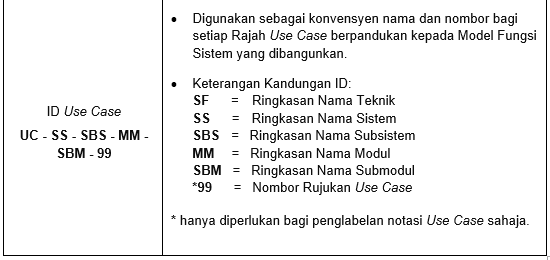 ID Use Case
UC - SS - SBS - MM -
SBM - 99
• Digunakan sebagai konvensyen nama dan nombor bagi
setiap Rajah Use Case berpandukan kepada Model Fungsi
Sistem yang dibangunkan.
• Keterangan Kandungan ID:
SF = Ringkasan Nama Teknik
SS = Ringkasan Nama Sistem
SBS = Ringkasan Nama Subsistem
MM = Ringkasan Nama Modul
SBM = Ringkasan Nama Submodul
*99 = Nombor Rujukan Use Case
* hanya diperlukan bagi penglabelan notasi Use Case sahaja.